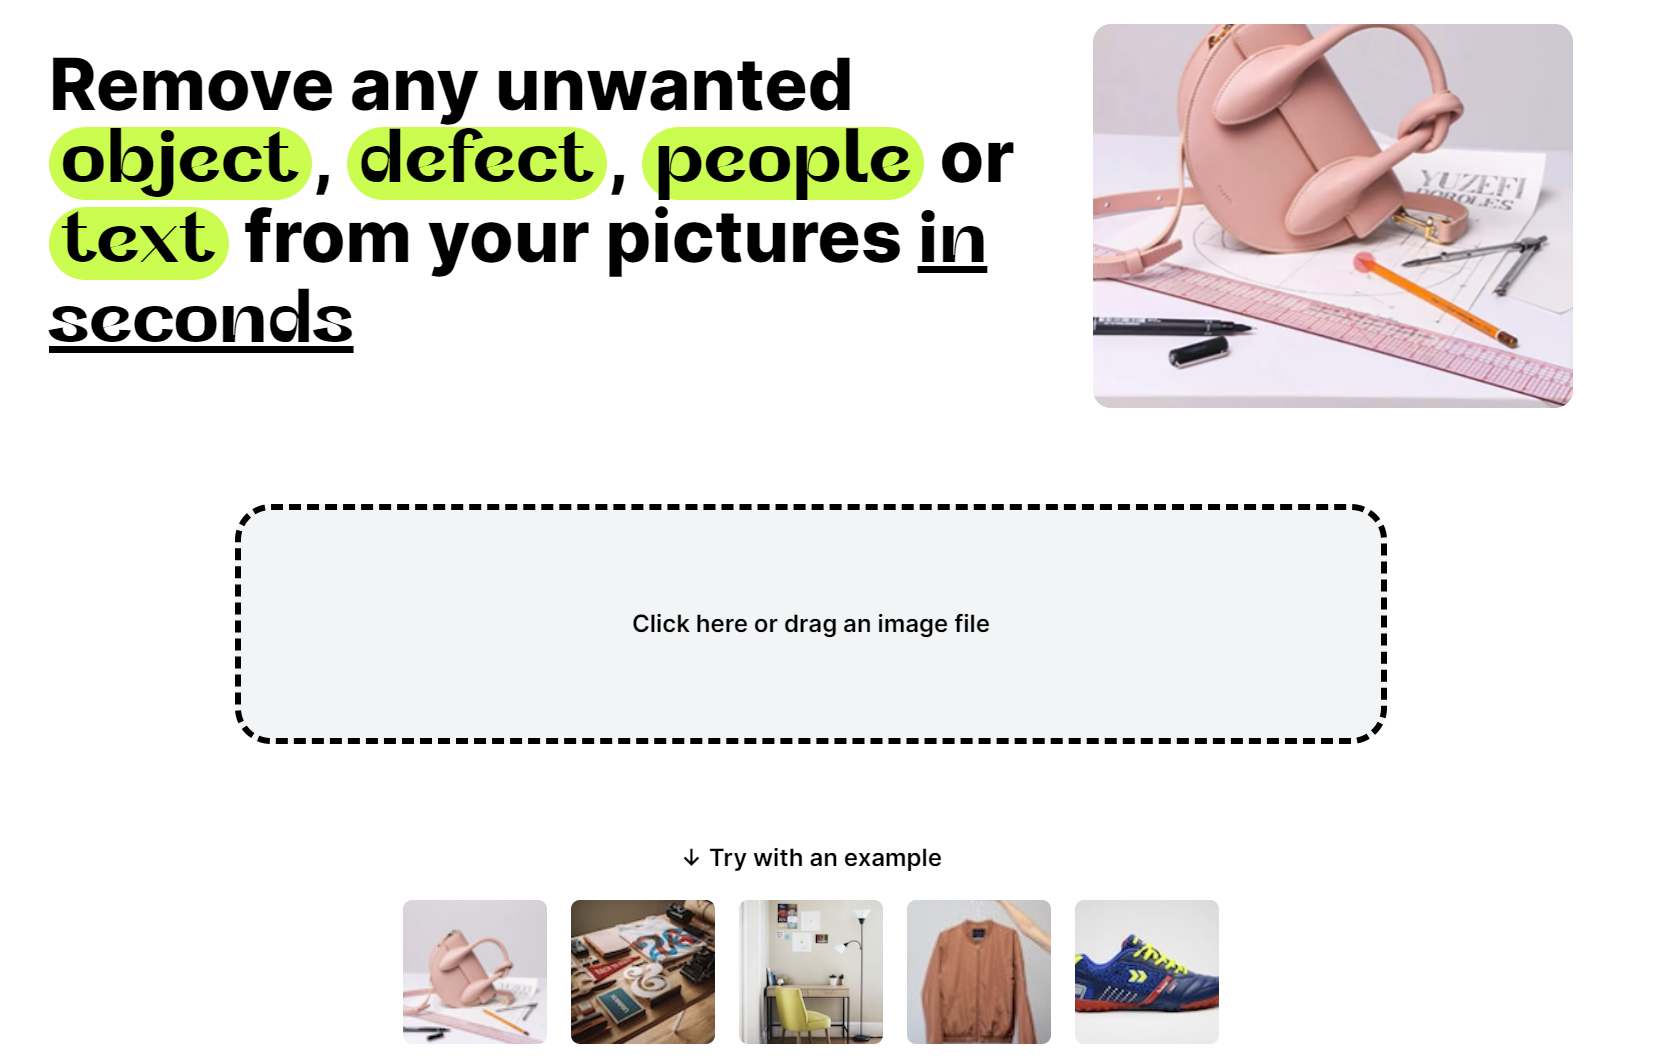 Remove any unwanted
object, defect, people or
text from your pictures in
seconds
YUZEFI
Click here or drag an image file
↓ Try with an example